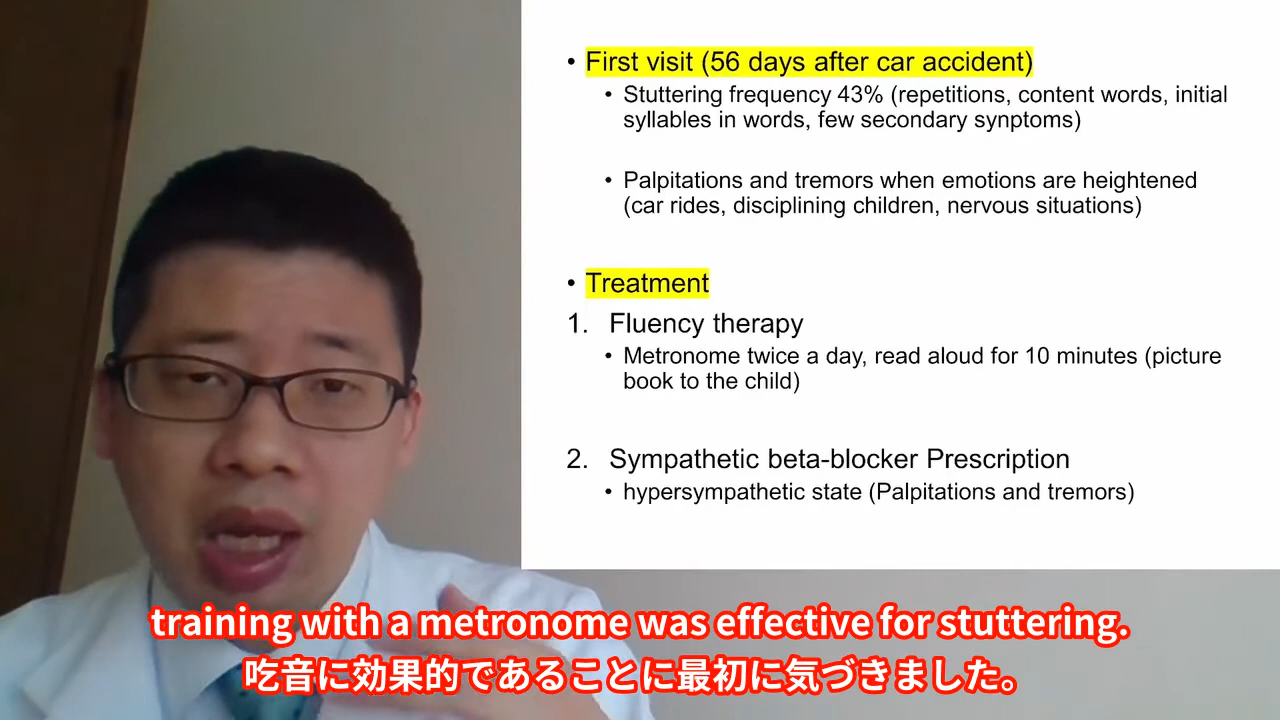 • First visit (56 days after car accident)
• Stuttering frequency 43% (repetitions, content words, initial
syllables in words, few secondary synptoms)
• Palpitations and tremors when emotions are heightened
(car rides, disciplining children, nervous situations)
• Treatment
1. Fluency therapy
• Metronome twice a day, read aloud for 10 minutes (picture
book to the child)
2. Sympathetic beta-blocker Prescription
• hypersympathetic state (Palpitations and tremors)
training with a metronome was effective for stuttering.
吃音に効果的であることに最初に気づきました。